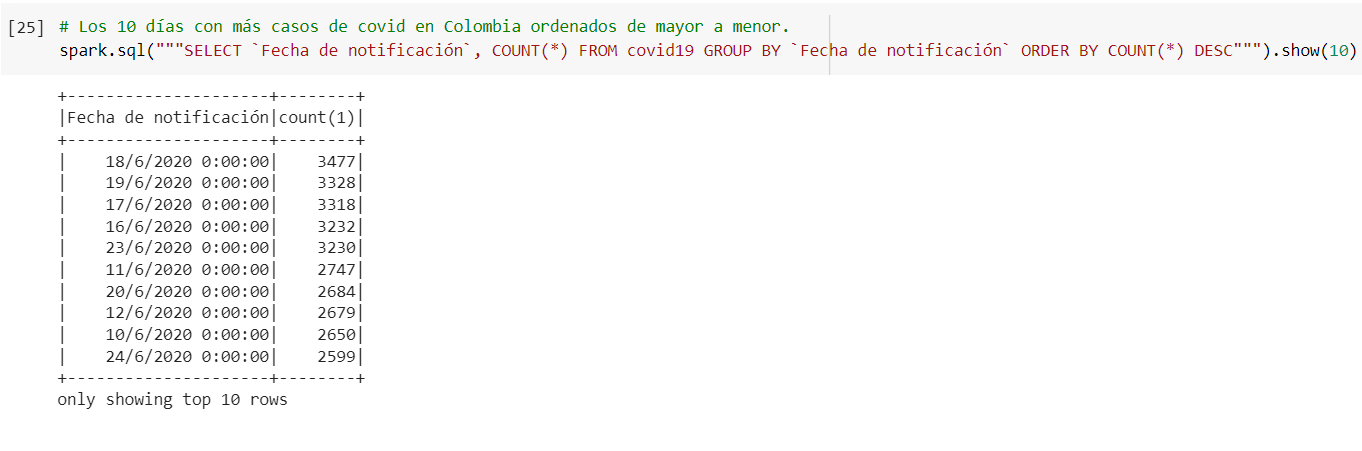 [25] # Los 10 días con más casos de covid en Colombia ordenados de mayor a menor.
spark.sql("""SELECT `Fecha de notificación`, COUNT(*) FROM covid19 GROUP BY `Fecha de notificación` ORDER BY COUNT(*) DESC""").show(10)
+---------------------+--------+
|Fecha de notificación|count(1)|
+---------------------+--------+
|    18/6/2020 0:00:00|    3477|
|    19/6/2020 0:00:00|    3328|
|    17/6/2020 0:00:00|    3318|
|    16/6/2020 0:00:00|    3232|
|    23/6/2020 0:00:00|    3230|
|    11/6/2020 0:00:00|    2747|
|    20/6/2020 0:00:00|    2684|
|    12/6/2020 0:00:00|    2679|
|    10/6/2020 0:00:00|    2650|
|    24/6/2020 0:00:00|    2599|
+---------------------+--------+
only showing top 10 rows